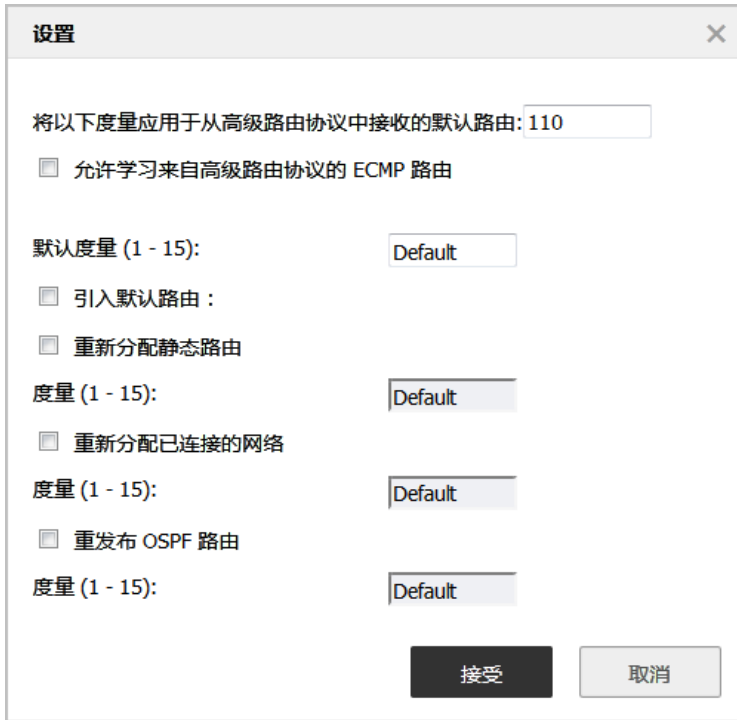 设置
将以下度量应用于从高级路由协议中接收的默认路由: 110
允许学习来自高级路由协议的 ECMP 路由
默认度量 (1 - 15): Default
引入默认路由：
重新分配静态路由
度量 (1 - 15): Default
重新分配已连接的网络
度量 (1 - 15): Default
重发布 OSPF 路由
度量 (1 - 15): Default
接受 取消